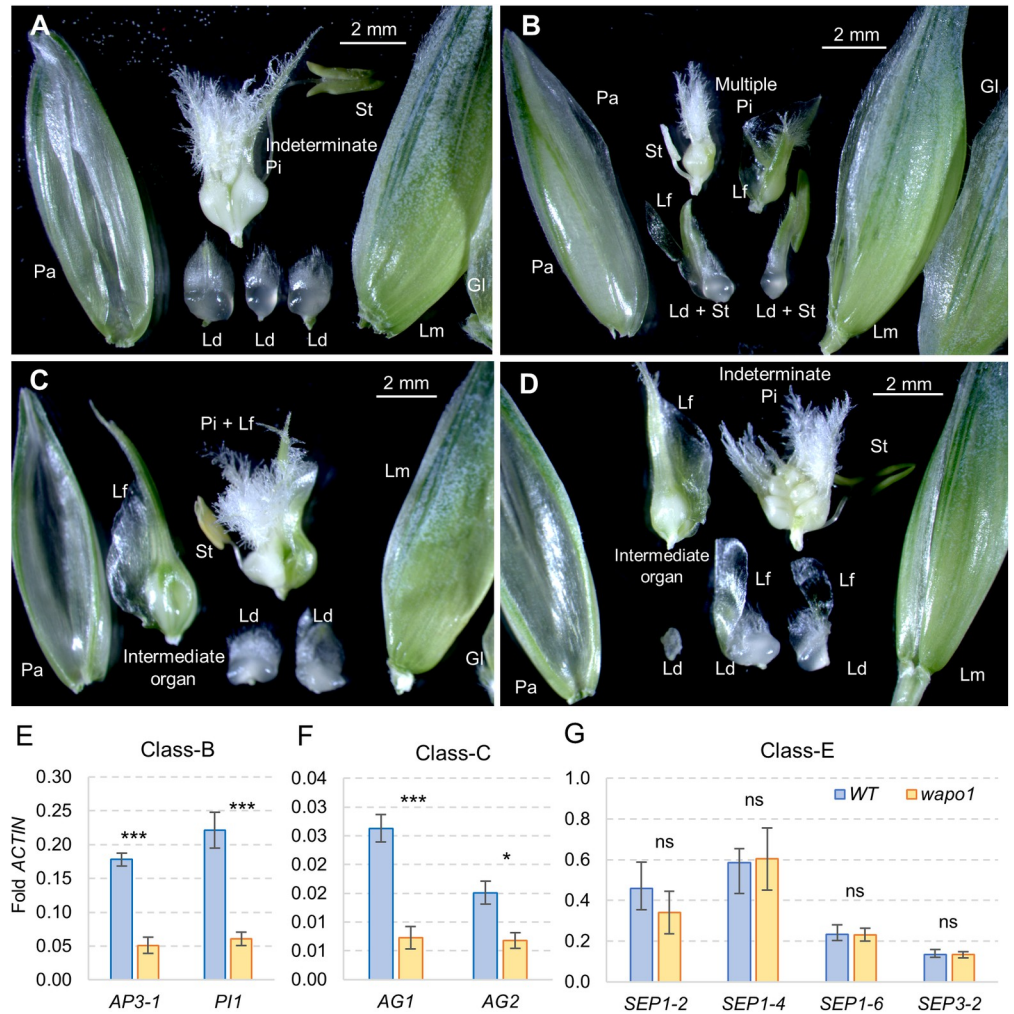 A
2 mm
St
Indeterminate
Pi
Pa
Gl
Ld
Ld
Ld
Lm
B
2 mm
Pa
Multiple
Pi
Gl
St
Lf
Lf
Pa
Ld + St
Ld + St
Lm
C
2 mm
Pi + Lf
Lm
Lf
St
Ld
Ld
Intermediate
organ
Pa
Gl
D
Indeterminate
Pi
2 mm
Lf
St
Intermediate
organ
Lf
Lf
Ld
Ld
Ld
Pa
Lm
E
Class-B
Fold ACTIN
0.30
0.25
0.20
0.15
0.10
0.05
0.00
***
***
AP3-1
PI1
F
Class-C
0.04
0.03
0.03
0.02
0.02
0.01
0.01
0.00
***
*
AG1
AG2
G
Class-E
1.0
0.8
0.6
0.4
0.2
0.0
WT
wapo1
ns
ns
ns
ns
SEP1-2
SEP1-4
SEP1-6
SEP3-2